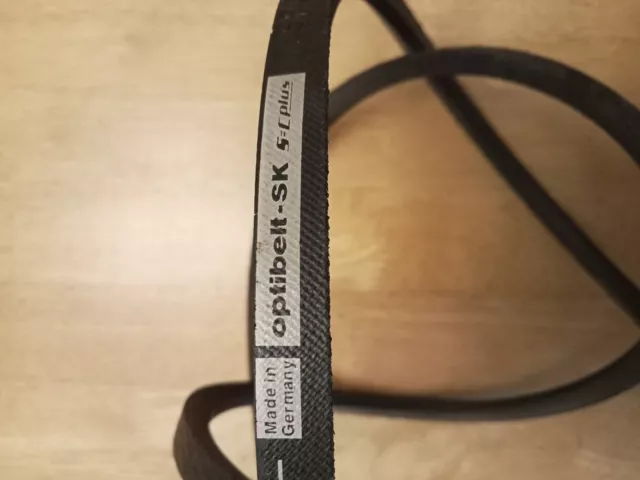 optibelt-SK S=C plus
Made in
Germany